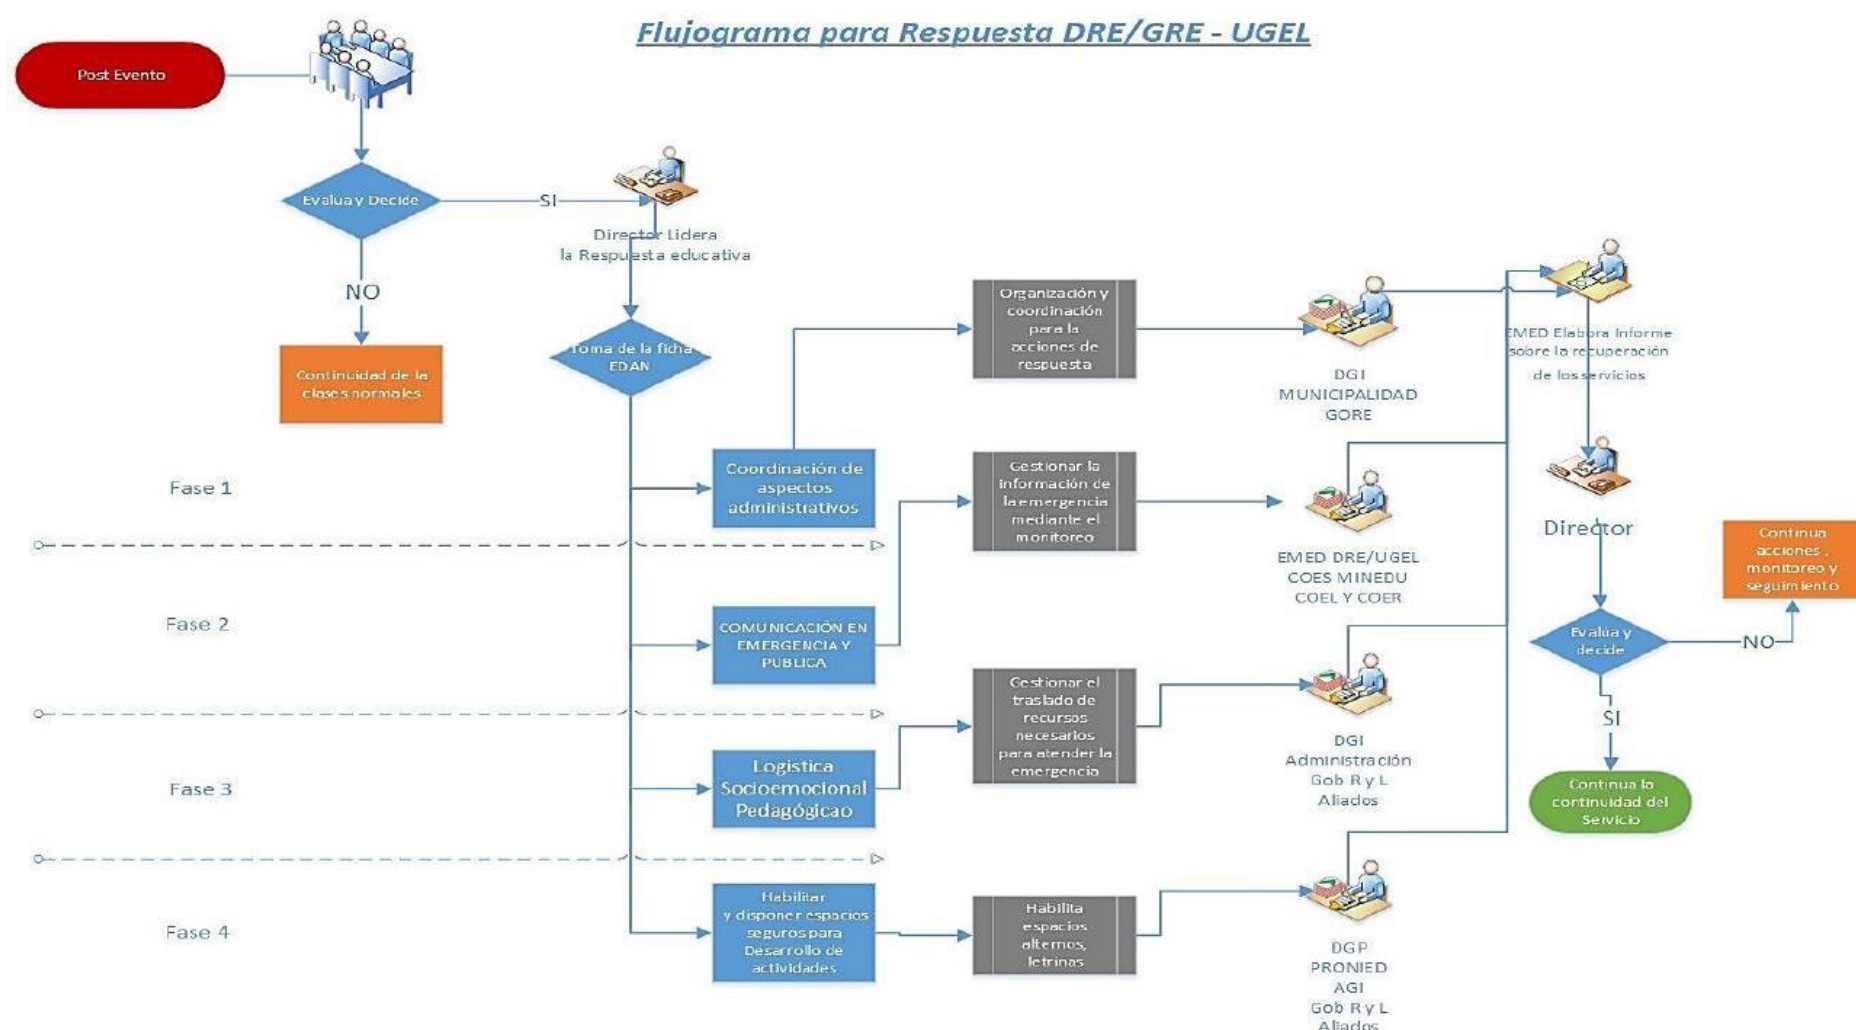 Flujograma para Respuesta DRE/GRE - UGEL
Post Evento
Evalua y Decide
SI
NO
Director Lidera
la Respuesta educativa
Continuidad de la
clases normales
Toma de la ficha
EDAN
Fase 1
Coordinación de
aspectos
administrativos
Organización y
coordinación
para la
acciones de
respuesta
DGI
MUNICIPALIDAD
GORE
Fase 2
COMUNICACIÓN EN
EMERGENCIA Y
PUBLICA
Gestionar la
información de
la emergencia
mediante el
monitoreo
EMED DRE/UGEL
COES MINEDU
COEL Y COER
Fase 3
Logistica
Socioemocional
Pedagógicao
Gestionar el
traslado de
recursos
necesarios
para atender la
emergencia
DGI
Administración
Gob R y L
Aliados
Fase 4
Habilitar
y disponer espacios
seguros para
Desarrollo de
actividades
Habilita
espacios
alternos,
letrinas
DGP
PRONIED
AGI
Gob R y L
Aliados
EMED Elabora Informe
sobre la recuperación
de los servicios
Director
Evalúa y
decide
NO
Continua
acciones ,
monitoreo y
seguimiento
SI
Continua la
continuidad del
Servicio